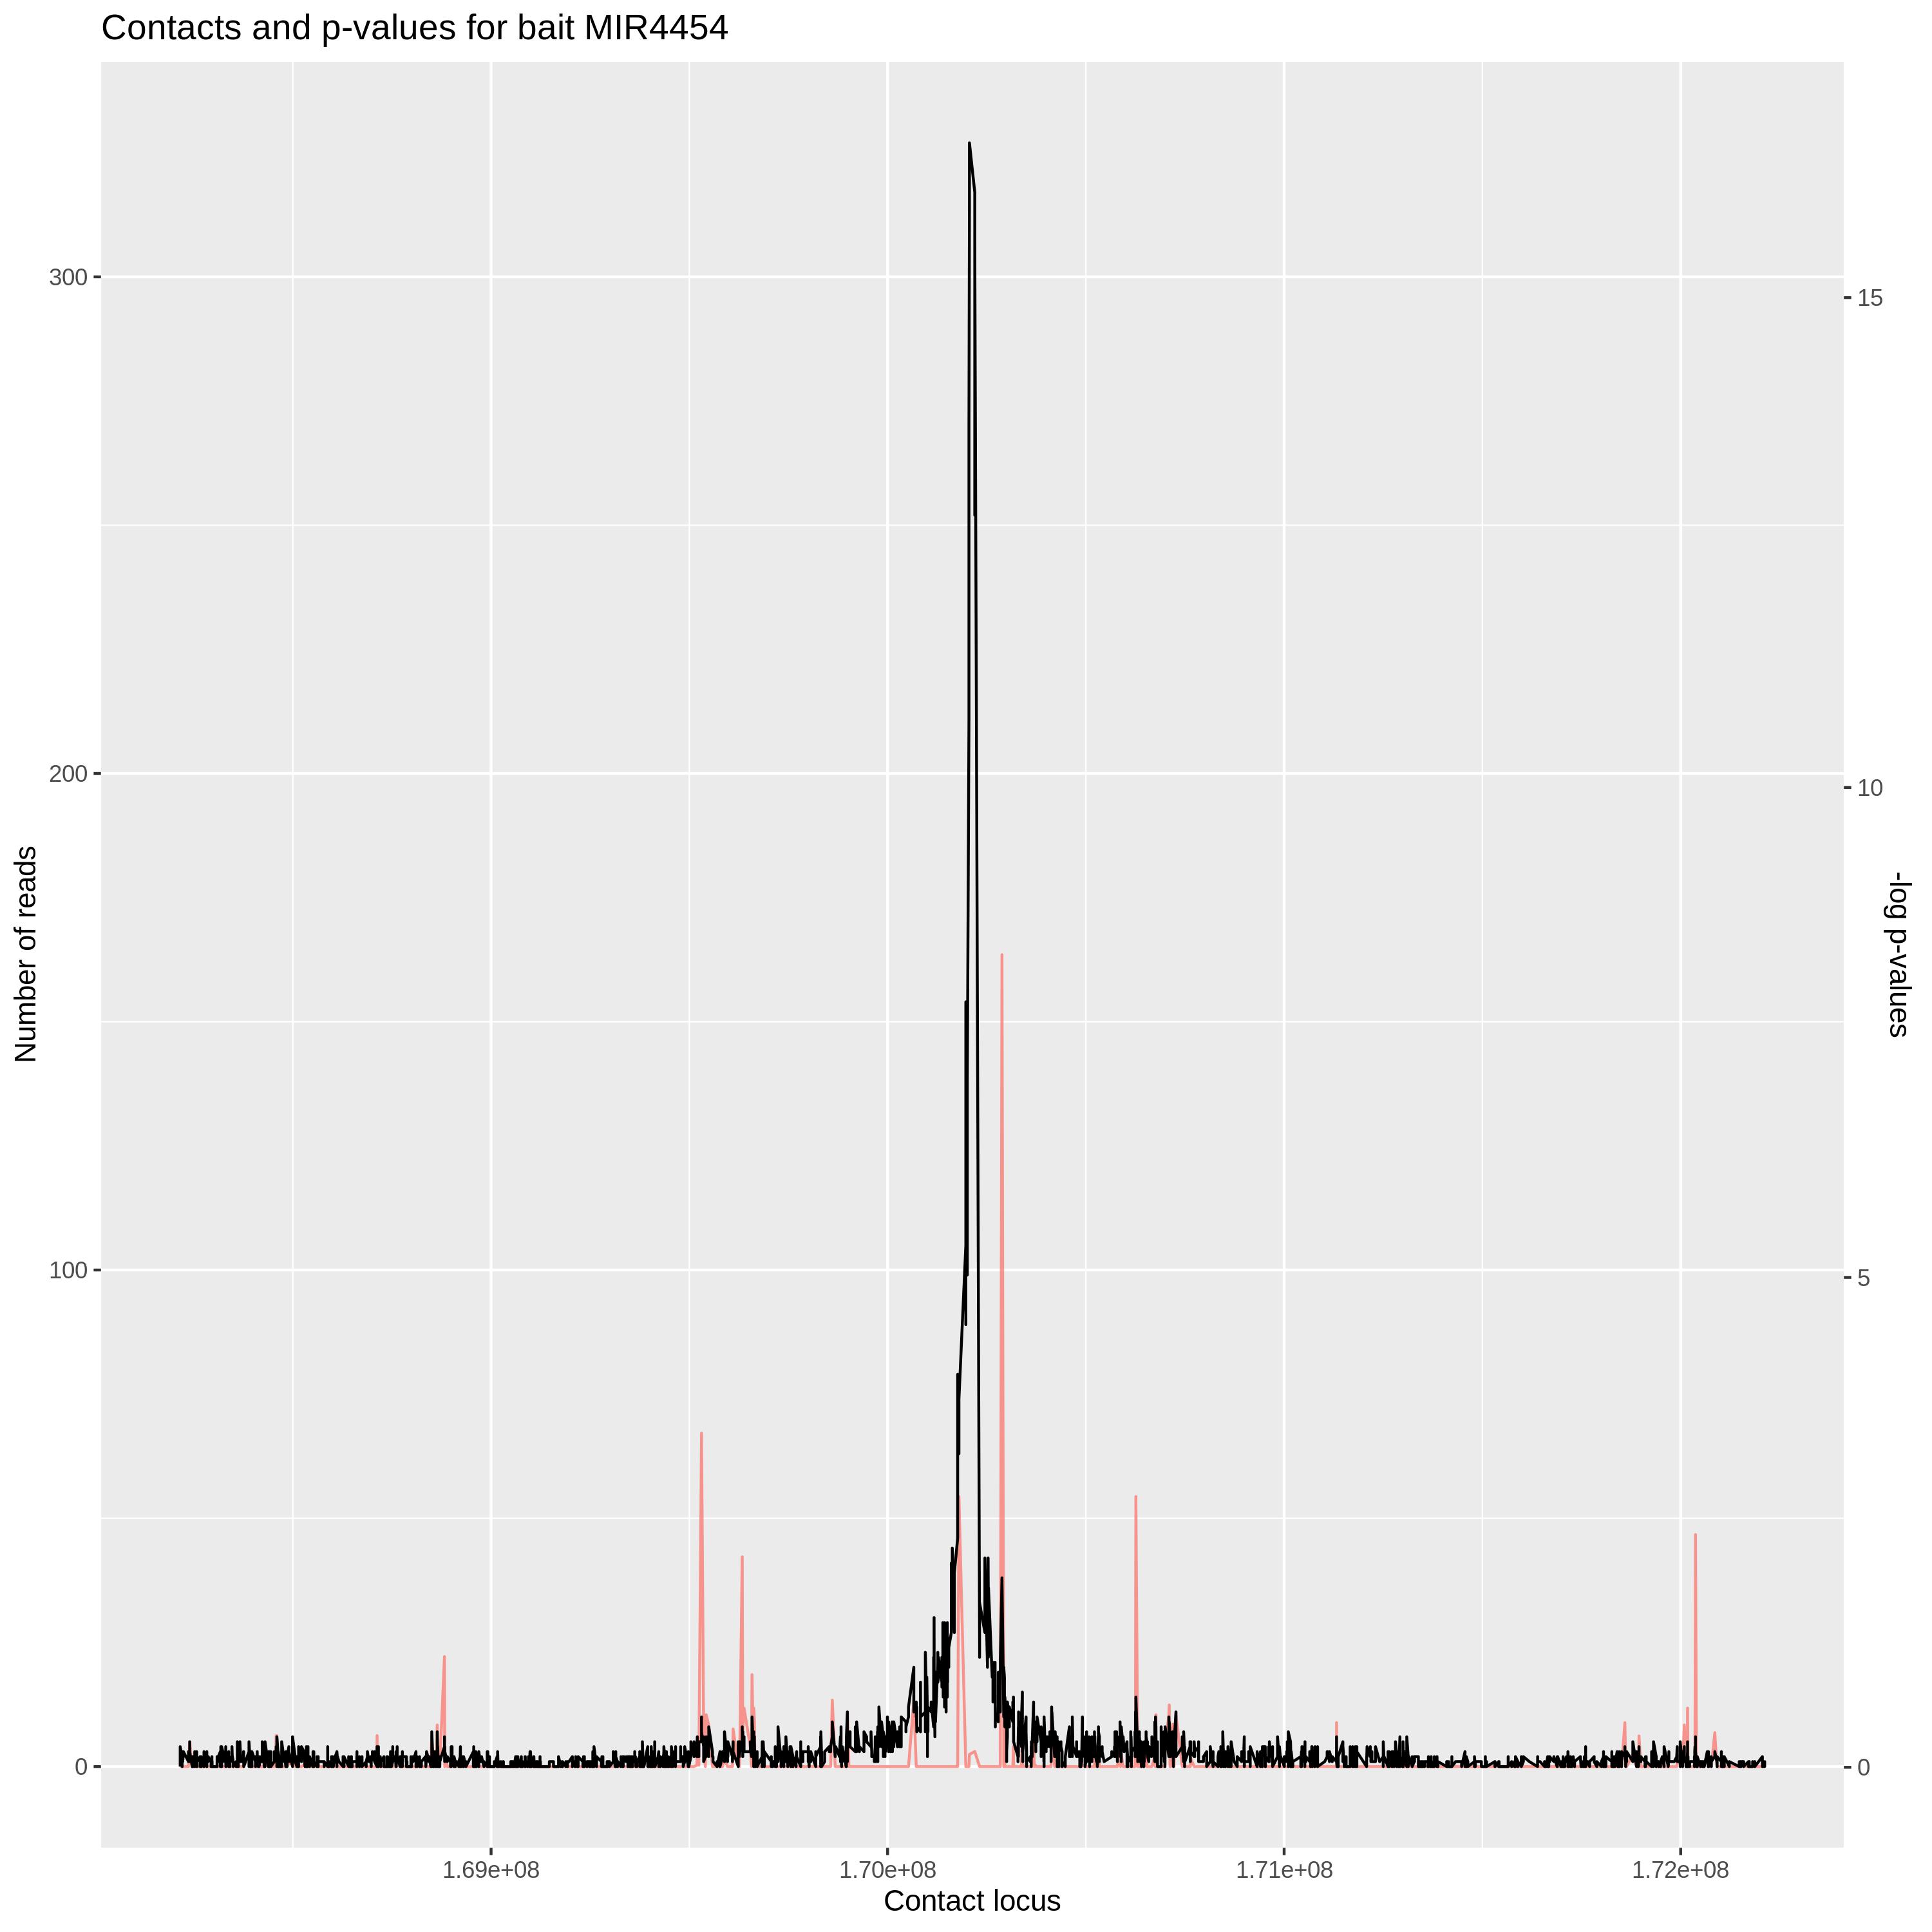 Contacts and p-values for bait MIR4454
300
200
100
0
15
10
5
0
Number of reads
-log p-values
1.69e+08 1.70e+08 1.71e+08 1.72e+08
Contact locus